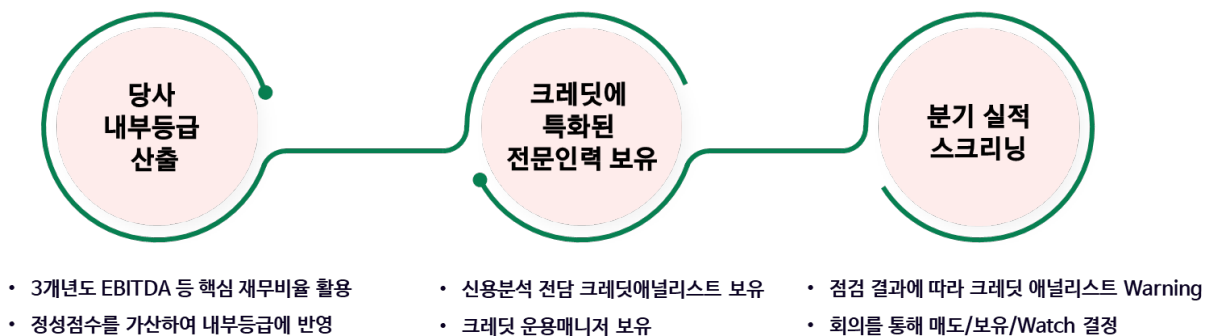 당사
내부등급
산출
크레딧에
특화된
전문인력 보유
분기 실적
스크리닝
• 3개년도 EBITDA 등 핵심 재무비율 활용
• 정성점수를 가산하여 내부등급에 반영
• 신용분석 전담 크레딧애널리스트 보유
• 크레딧 운용매니저 보유
• 점검 결과에 따라 크레딧 애널리스트 Warning
• 회의를 통해 매도/보유/Watch 결정